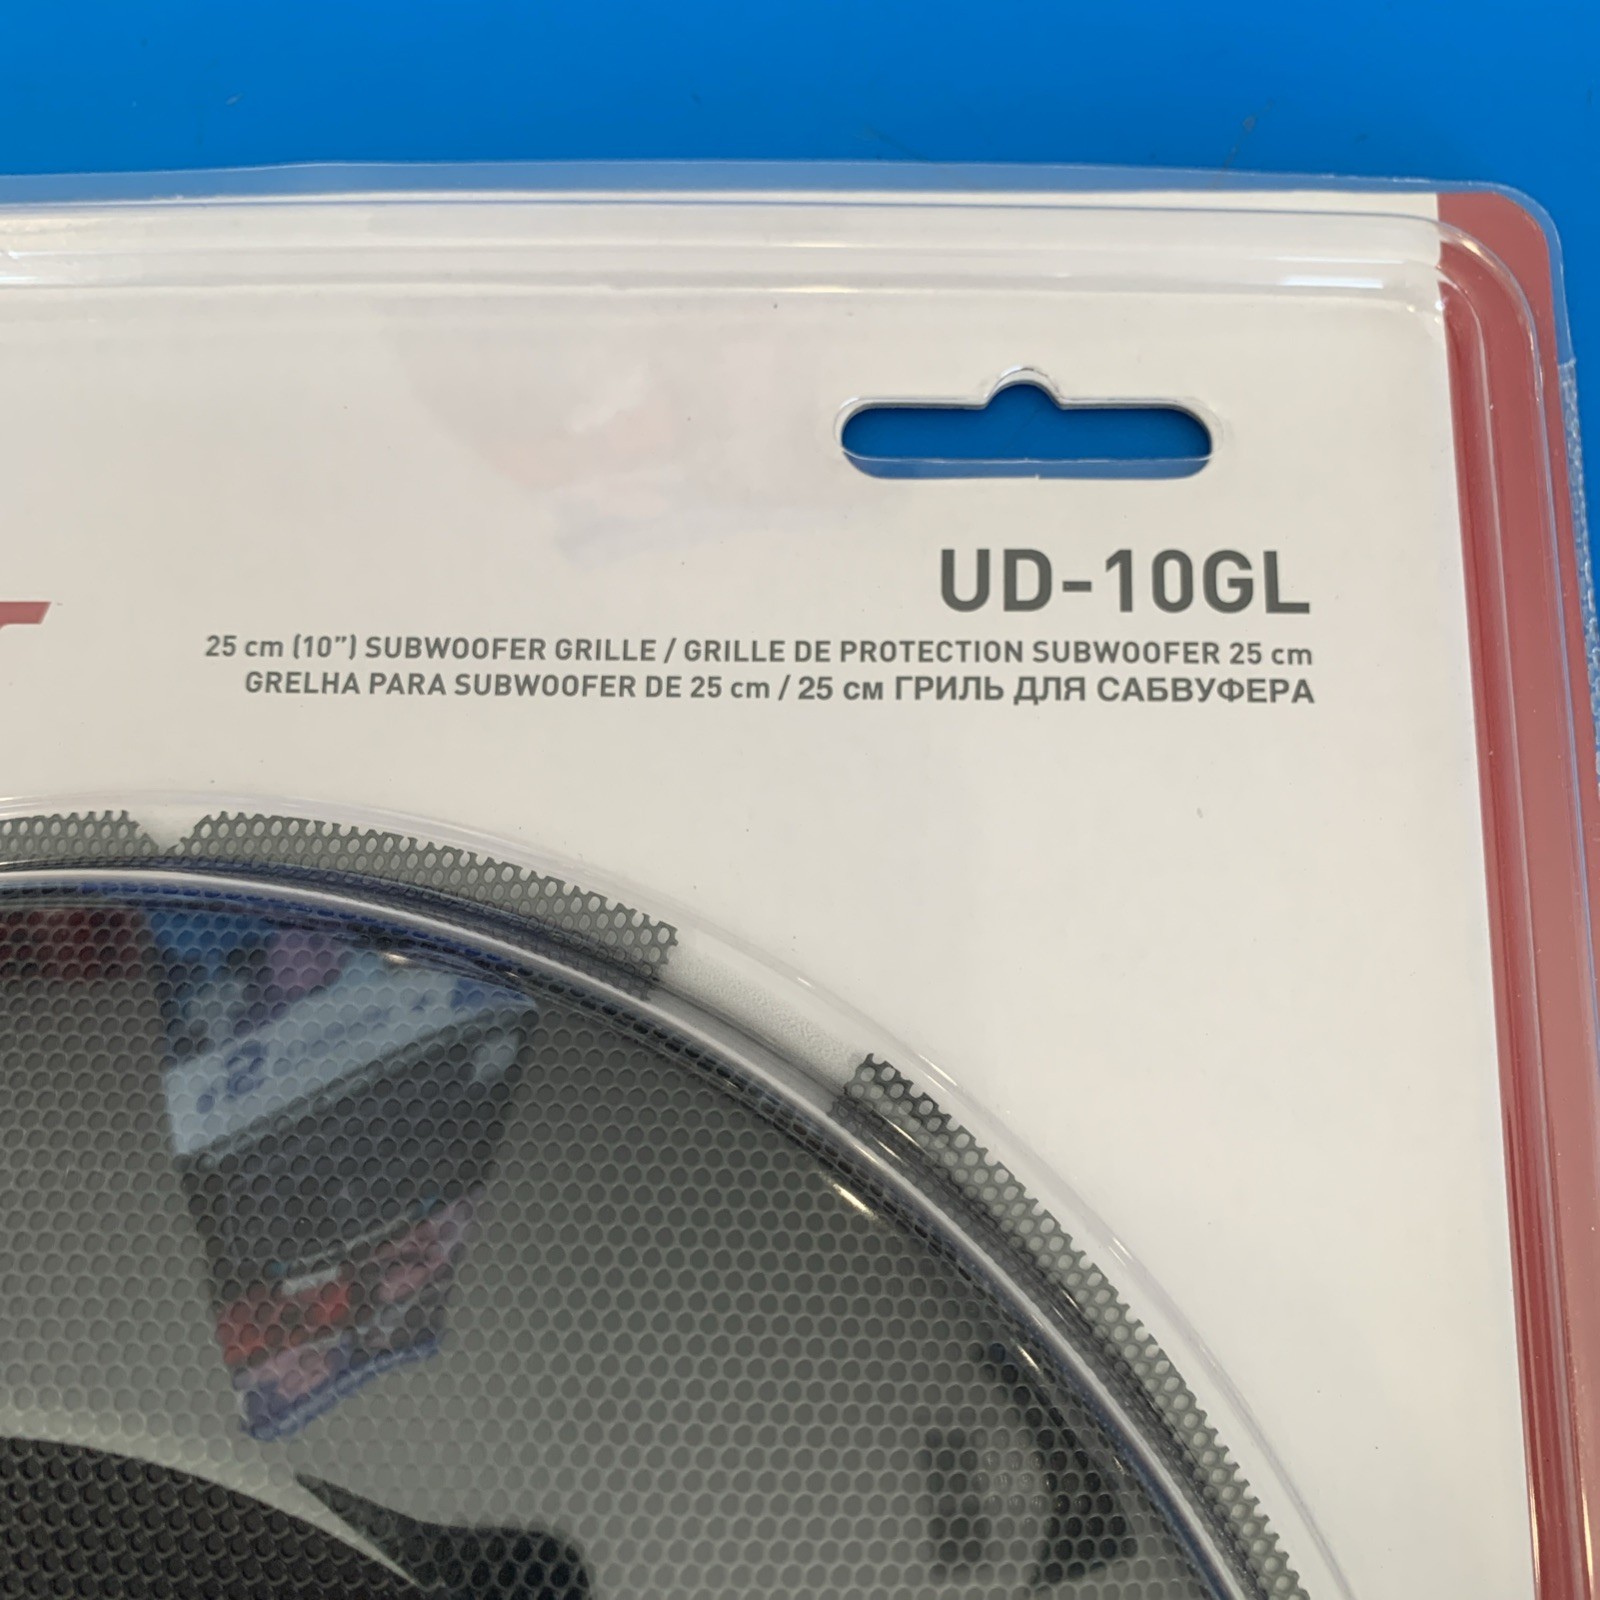 UD-10GL
25 cm (10”) SUBWOOFER GRILLE / GRILLE DE PROTECTION SUBWOOFER 25 cm
GRELHA PARA SUBWOOFER DE 25 cm / 25 см ГРИЛЬ ДЛЯ САБВУФЕРА